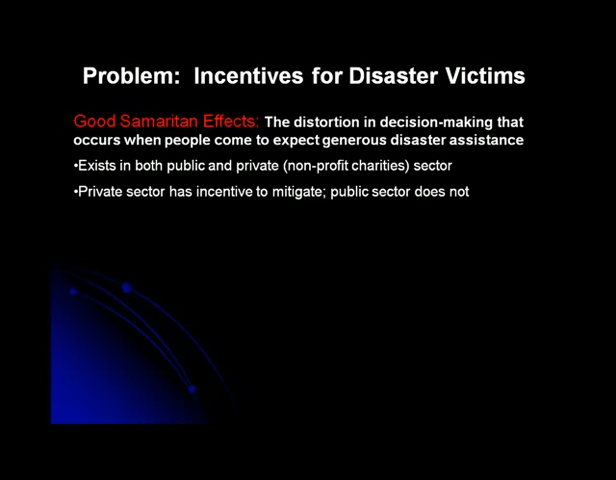 Problem:  Incentives for Disaster Victims
Good Samaritan Effects: The distortion in decision-making that
occurs when people come to expect generous disaster assistance
•Exists in both public and private (non-profit charities) sector
•Private sector has incentive to mitigate; public sector does not